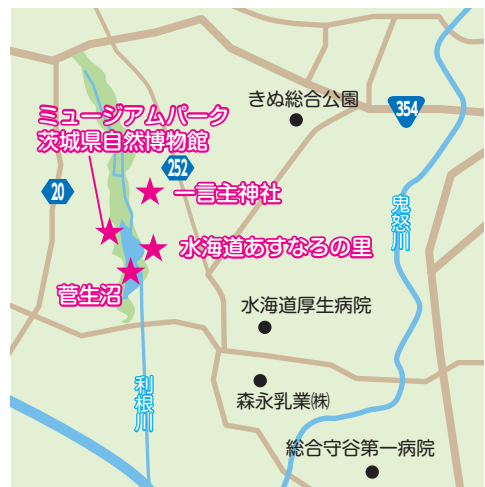 きぬ総合公園
354
ミュージアムパーク
茨城県自然博物館
252
20
一言主神社
鬼怒川
水海道あすなろの里
菅生沼
水海道厚生病院
利根川
森永乳業㈱
総合守谷第一病院